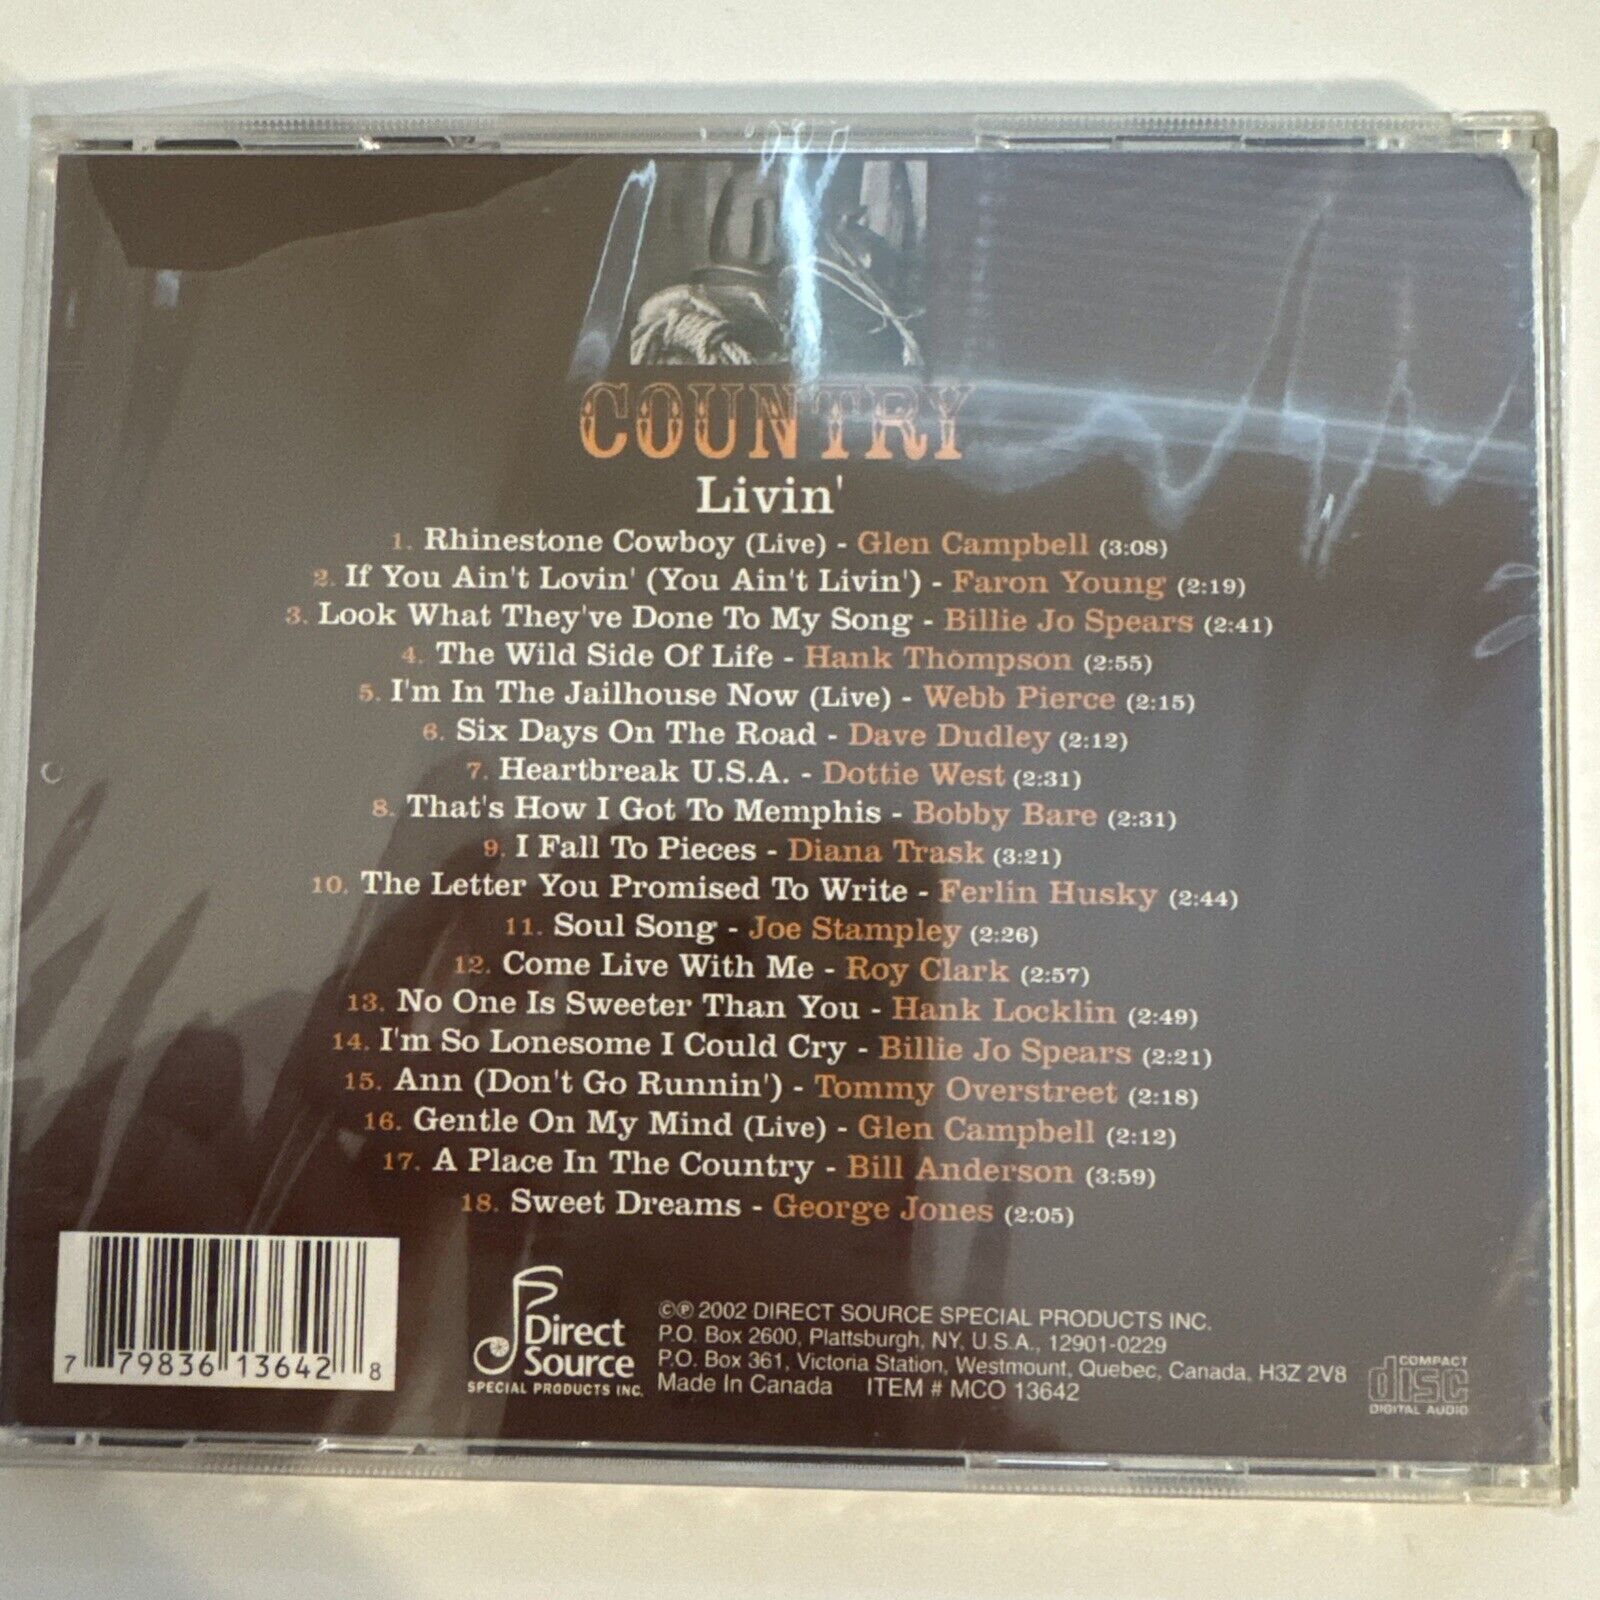 COUNTRY
Livin'
1. Rhinestone Cowboy (Live) - Glen Campbell (3:08)
2. If You Ain't Lovin' (You Ain't Livin') - Faron Young (2:19)
3. Look What They've Done To My Song - Billie Jo Spears (2:41)
4. The Wild Side Of Life - Hank Thompson (2:55)
5. I'm In The Jailhouse Now (Live) - Webb Pierce (2:15)
6. Six Days On The Road - Dave Dudley (2:12)
7. Heartbreak U.S.A. - Dottie West (2:31)
8. That's How I Got To Memphis - Bobby Bare (2:31)
9. I Fall To Pieces - Diana Trask (3:21)
10. The Letter You Promised To Write - Ferlin Husky (2:44)
11. Soul Song - Joe Stampley (2:26)
12. Come Live With Me - Roy Clark (2:57)
13. No One Is Sweeter Than You - Hank Locklin (2:49)
14. I'm So Lonesome I Could Cry - Billie Jo Spears (2:21)
15. Ann (Don't Go Runnin') - Tommy Overstreet (2:18)
16. Gentle On My Mind (Live) - Glen Campbell (2:12)
17. A Place In The Country - Bill Anderson (3:59)
18. Sweet Dreams - George Jones (2:05)
7 79836 13642 8
Direct
Source
SPECIAL PRODUCTS INC.
©℗ 2002 DIRECT SOURCE SPECIAL PRODUCTS INC.
P.O. Box 2600, Plattsburgh, NY, U.S.A., 12901-0229
P.O. Box 361, Victoria Station, Westmount, Quebec, Canada, H3Z 2V8
Made In Canada ITEM # MCO 13642
COMPACT
disc
DIGITAL AUDIO